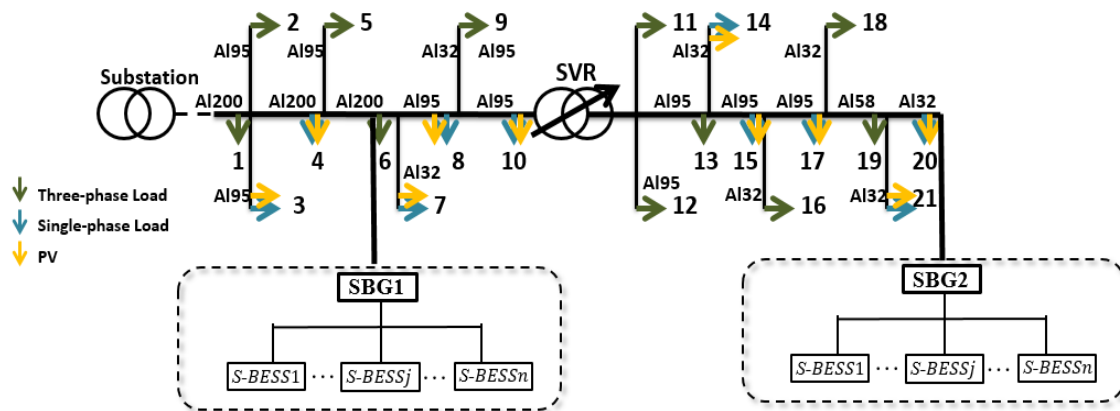 2 5 9 11 14 18
Al95 Al95 Al32 Al95 Al32 Al32
Substation SVR
Al200 Al200 Al200 Al95 Al95 Al95 Al95 Al95 Al58 Al32
1 4 6 8 10 13 15 17 19 20
Al95 Al32 Al95 Al32 Al32
3 7 12 16 21
Three-phase Load
Single-phase Load
PV
SBG1 SBG2
S-BESS1 ··· S-BESSj ··· S-BESSn S-BESS1 ··· S-BESSj ··· S-BESSn